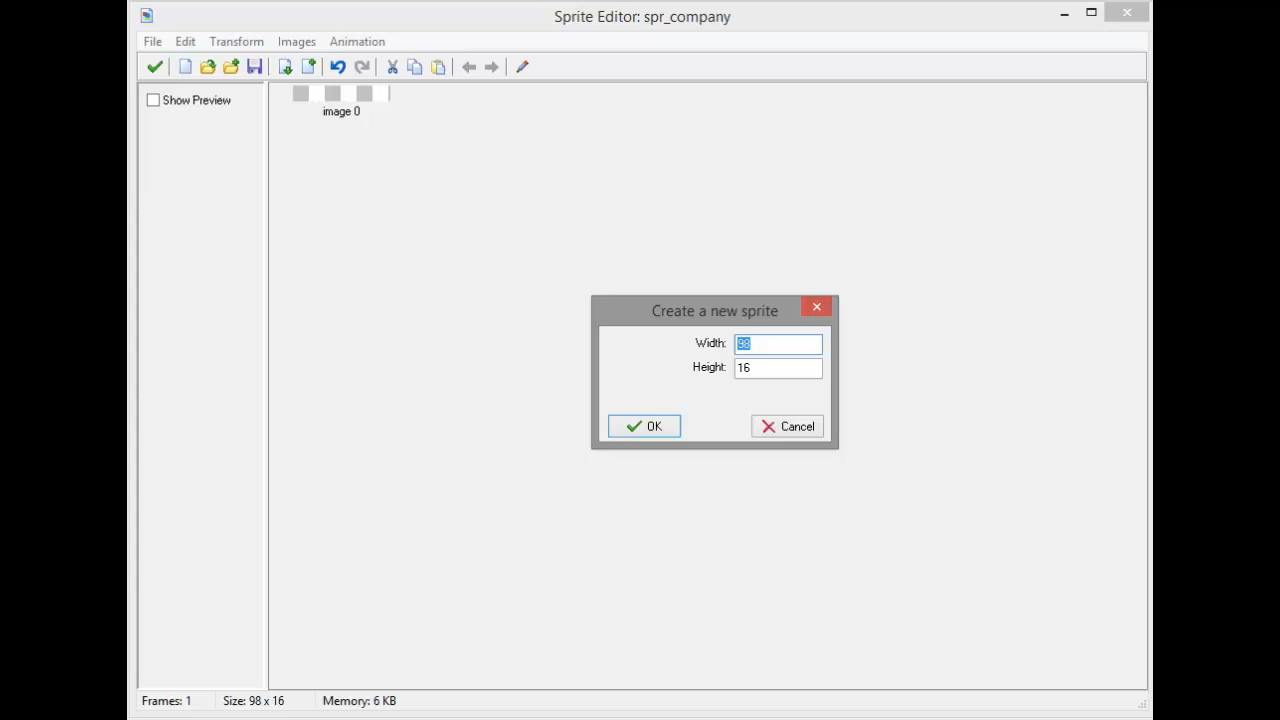 Sprite Editor: spr_company
File Edit Transform Images Animation
Show Preview
image 0
Create a new sprite
Width: 98
Height: 16
OK Cancel
Frames: 1 Size: 98 x 16 Memory: 6 KB